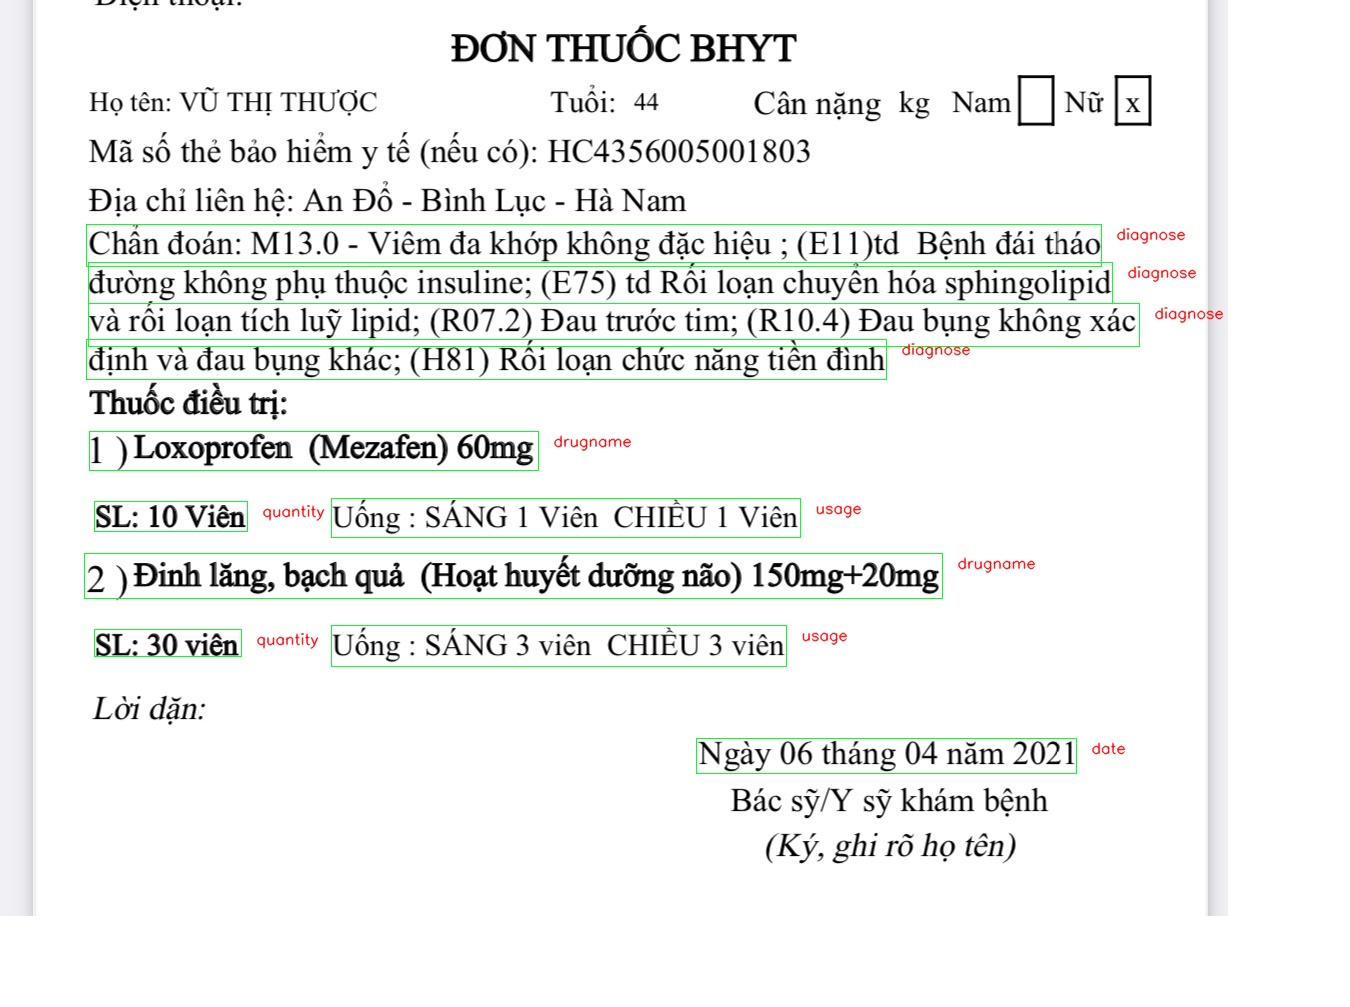 Điện thoại:
ĐƠN THUỐC BHYT
Họ tên: VŨ THỊ THƯỢC Tuổi: 44 Cân nặng kg Nam Nữ x
Mã số thẻ bảo hiểm y tế (nếu có): HC4356005001803
Địa chỉ liên hệ: An Đổ - Bình Lục - Hà Nam
Chẩn đoán: M13.0 - Viêm đa khớp không đặc hiệu ; (E11)td Bệnh đái tháo diagnose
đường không phụ thuộc insuline; (E75) td Rối loạn chuyển hóa sphingolipid diagnose
và rối loạn tích luỹ lipid; (R07.2) Đau trước tim; (R10.4) Đau bụng không xác diagnose
định và đau bụng khác; (H81) Rối loạn chức năng tiền đình diagnose
Thuốc điều trị:
1 ) Loxoprofen (Mezafen) 60mg drugname
SL: 10 Viên quantity Uống : SÁNG 1 Viên CHIỀU 1 Viên usage
2 ) Đinh lăng, bạch quả (Hoạt huyết dưỡng não) 150mg+20mg drugname
SL: 30 viên quantity Uống : SÁNG 3 viên CHIỀU 3 viên usage
Lời dặn:
Ngày 06 tháng 04 năm 2021 date
Bác sỹ/Y sỹ khám bệnh
(Ký, ghi rõ họ tên)